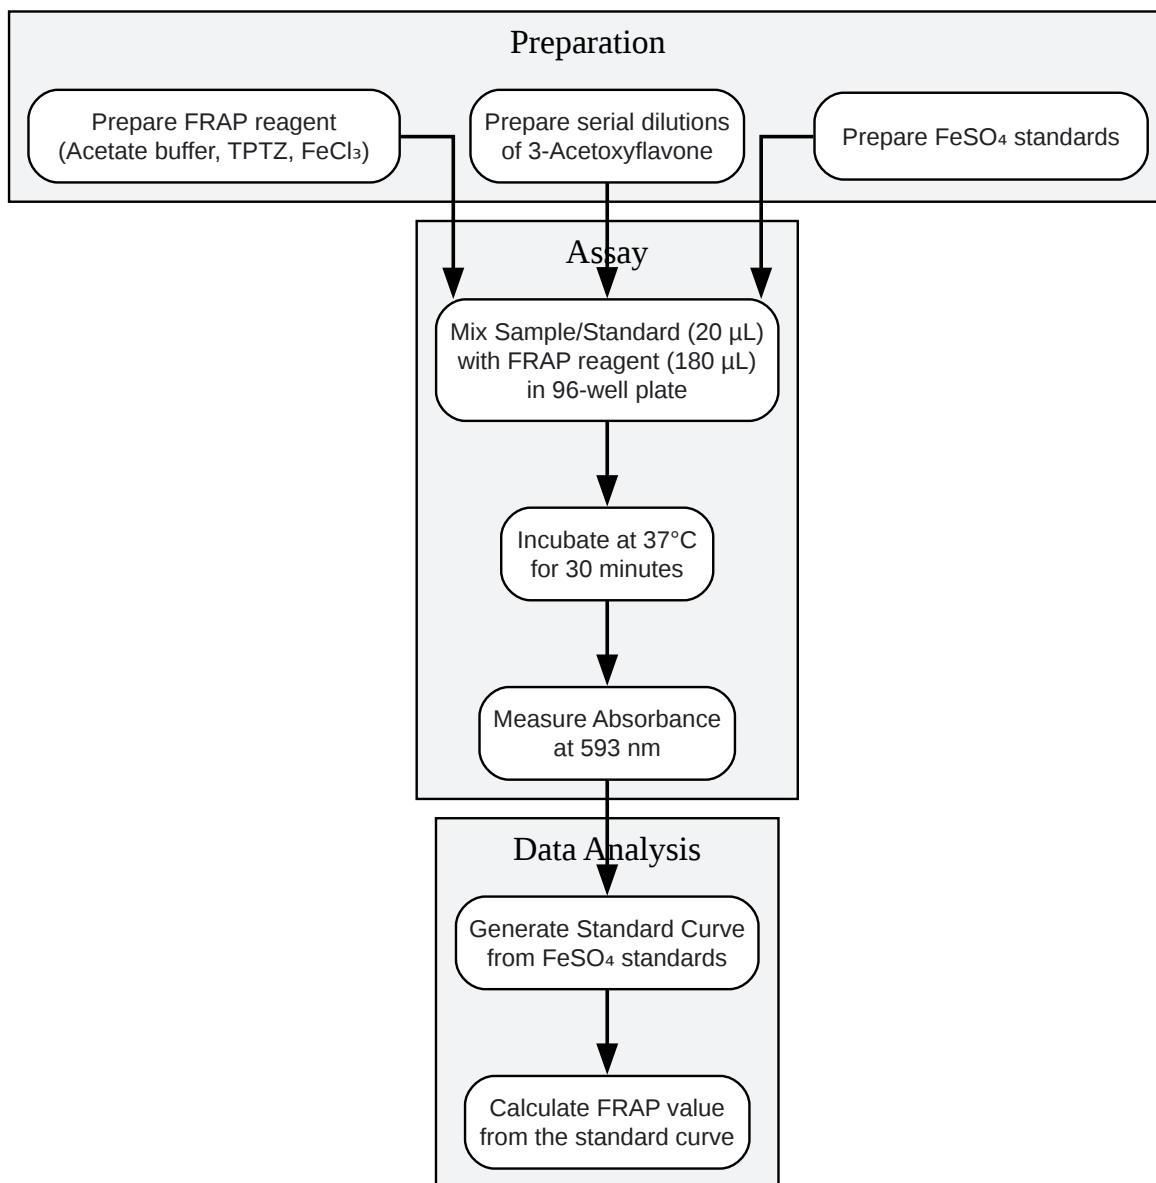 Preparation
Prepare FRAP reagent
(Acetate buffer, TPTZ, FeCl₃)
Prepare serial dilutions
of 3-Acetoxyflavone
Prepare FeSO₄ standards
Assay
Mix Sample/Standard (20 µL)
with FRAP reagent (180 µL)
in 96-well plate
Incubate at 37°C
for 30 minutes
Measure Absorbance
at 593 nm
Data Analysis
Generate Standard Curve
from FeSO₄ standards
Calculate FRAP value
from the standard curve